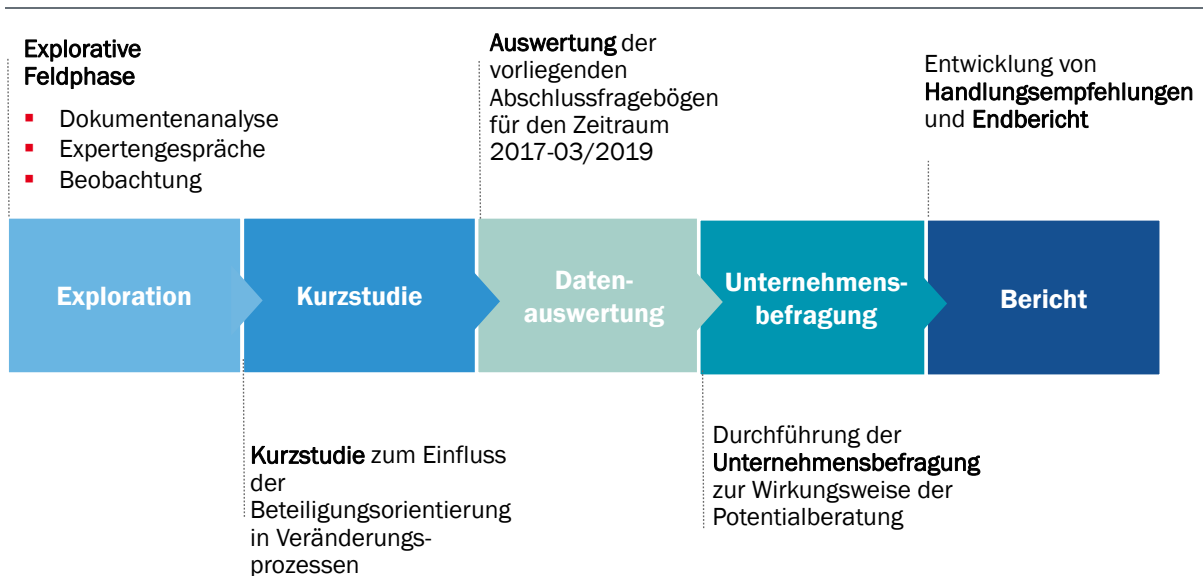 Explorative
Feldphase
▪ Dokumentenanalyse
▪ Expertengespräche
▪ Beobachtung
Auswertung der
vorliegenden
Abschlussfragebögen
für den Zeitraum
2017-03/2019
Entwicklung von
Handlungsempfehlungen
und Endbericht
Exploration
Kurzstudie
Daten-
auswertung
Unternehmens-
befragung
Bericht
Kurzstudie zum Einfluss
der
Beteiligungsorientierung
in Veränderungs-
prozessen
Durchführung der
Unternehmensbefragung
zur Wirkungsweise der
Potentialberatung